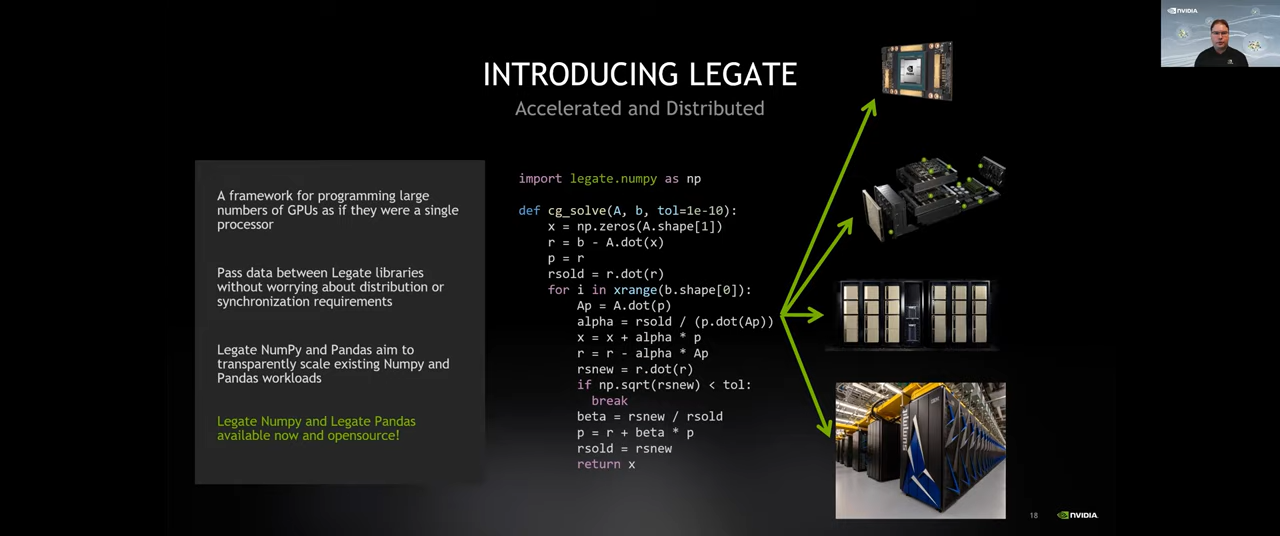 NVIDIA
INTRODUCING LEGATE
Accelerated and Distributed
A framework for programming large
numbers of GPUs as if they were a single
processor
Pass data between Legate libraries
without worrying about distribution or
synchronization requirements
Legate NumPy and Pandas aim to
transparently scale existing Numpy and
Pandas workloads
Legate Numpy and Legate Pandas
available now and opensource!
import legate.numpy as np
def cg_solve(A, b, tol=1e-10):
x = np.zeros(A.shape[1])
r = b - A.dot(x)
p = r
rsold = r.dot(r)
for i in xrange(b.shape[0]):
Ap = A.dot(p)
alpha = rsold / (p.dot(Ap))
x = x + alpha * p
r = r - alpha * Ap
rsnew = r.dot(r)
if np.sqrt(rsnew) < tol:
break
beta = rsnew / rsold
p = r + beta * p
rsold = rsnew
return x
SUMMIT
18
NVIDIA